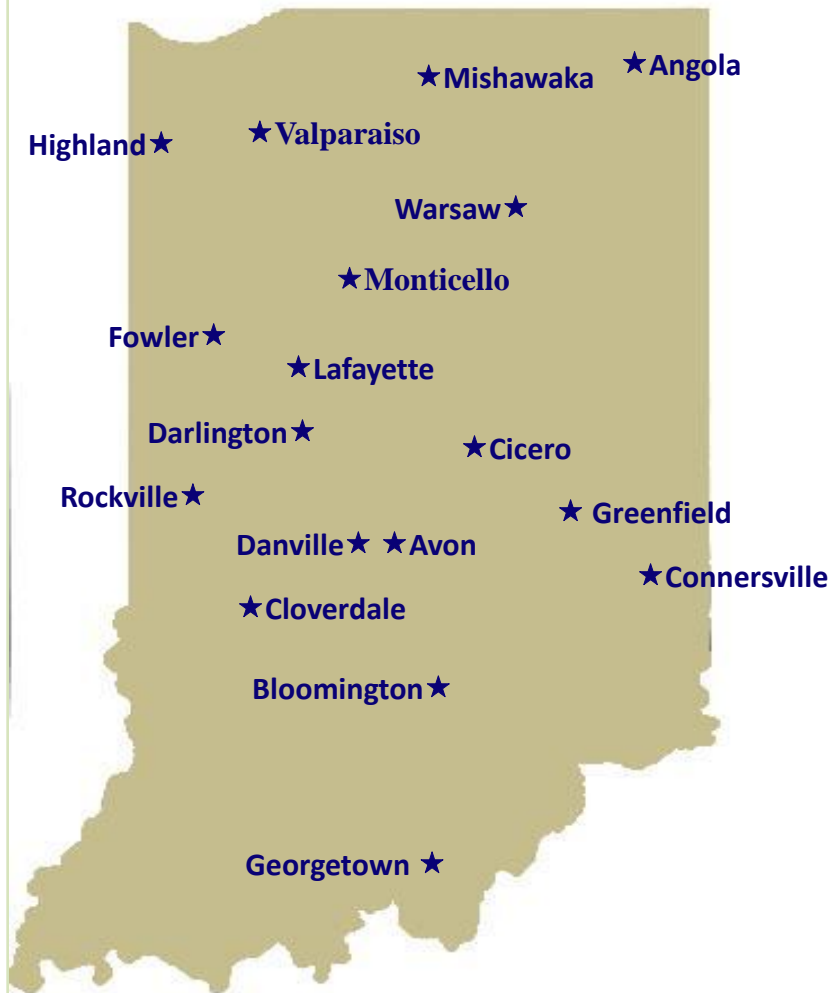 Angola
Mishawaka
Valparaiso
Highland
Warsaw
Monticello
Fowler
Lafayette
Darlington
Cicero
Rockville
Greenfield
Danville
Avon
Connersville
Cloverdale
Bloomington
Georgetown